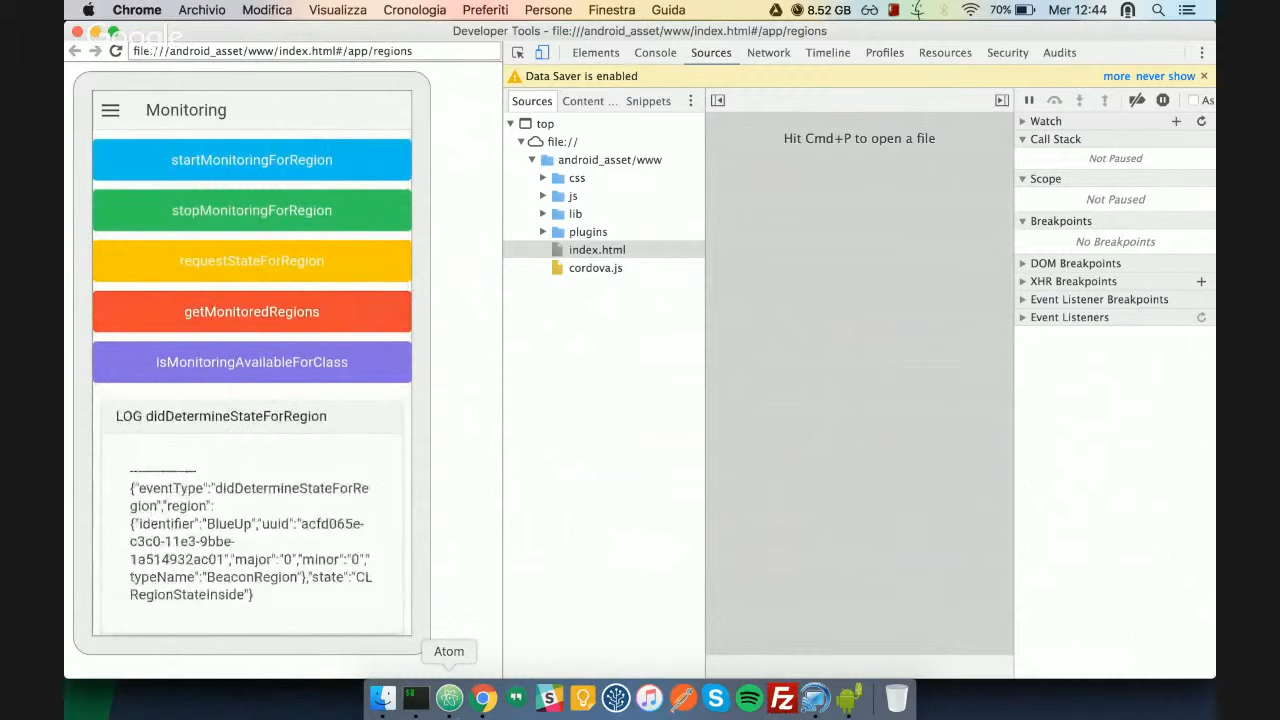 Chrome Archivio Modifica Visualizza Cronologia Preferiti Persone Finestra Guida 8.52 GB 70% Mer 12:44
Google
Developer Tools - file:///android_asset/www/index.html#/app/regions
file:///android_asset/www/index.html#/app/regions
Elements Console Sources Network Timeline Profiles Resources Security Audits
Data Saver is enabled more never show
Sources Content ... Snippets
As
top
file://
android_asset/www
css
js
lib
plugins
index.html
cordova.js
Hit Cmd+P to open a file
Watch
Call Stack
Not Paused
Scope
Not Paused
Breakpoints
No Breakpoints
DOM Breakpoints
XHR Breakpoints
Event Listener Breakpoints
Event Listeners
Monitoring
startMonitoringForRegion
stopMonitoringForRegion
requestStateForRegion
getMonitoredRegions
isMonitoringAvailableForClass
LOG didDetermineStateForRegion
{"eventType":"didDetermineStateForRe
gion","region":
{"identifier":"BlueUp","uuid":"acfd065e-
c3c0-11e3-9bbe-
1a514932ac01","major":"0","minor":"0","
typeName":"BeaconRegion"},"state":"CL
RegionStateInside"}
Atom